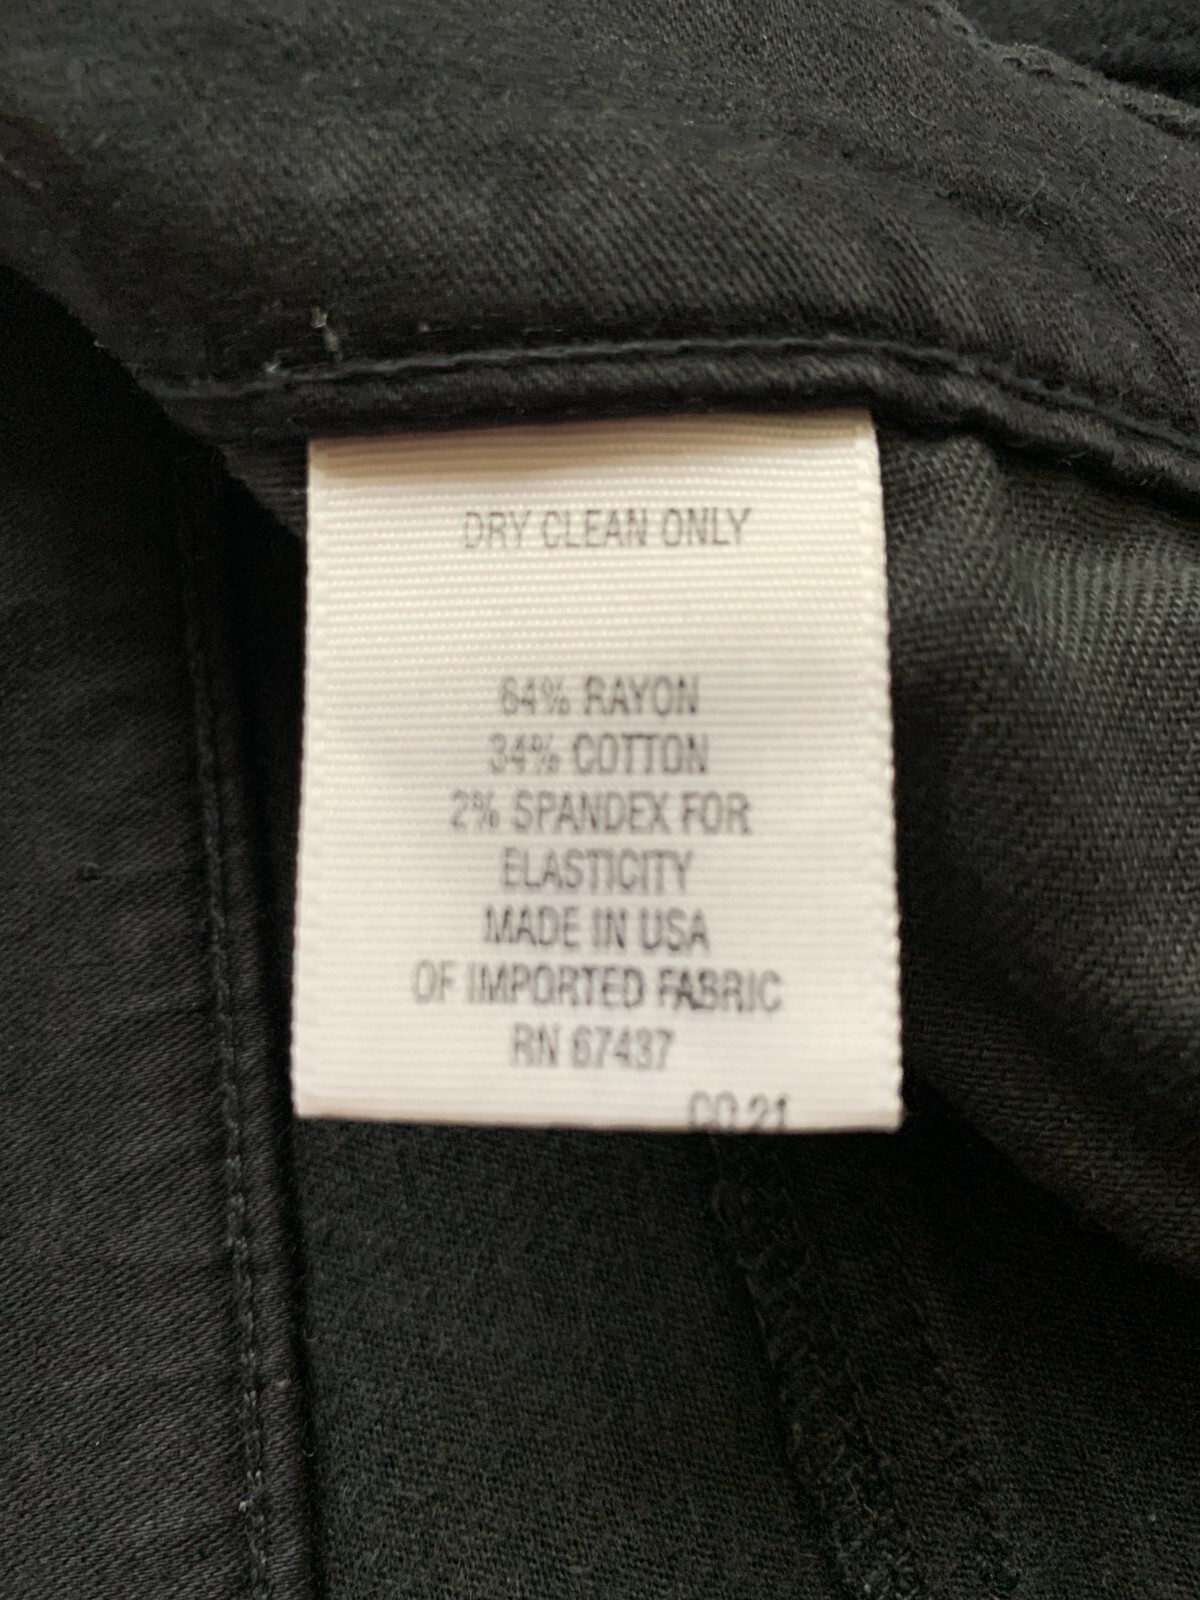 DRY CLEAN ONLY
64% RAYON
34% COTTON
2% SPANDEX FOR
ELASTICITY
MADE IN USA
OF IMPORTED FABRIC
RN 67437
CO 21